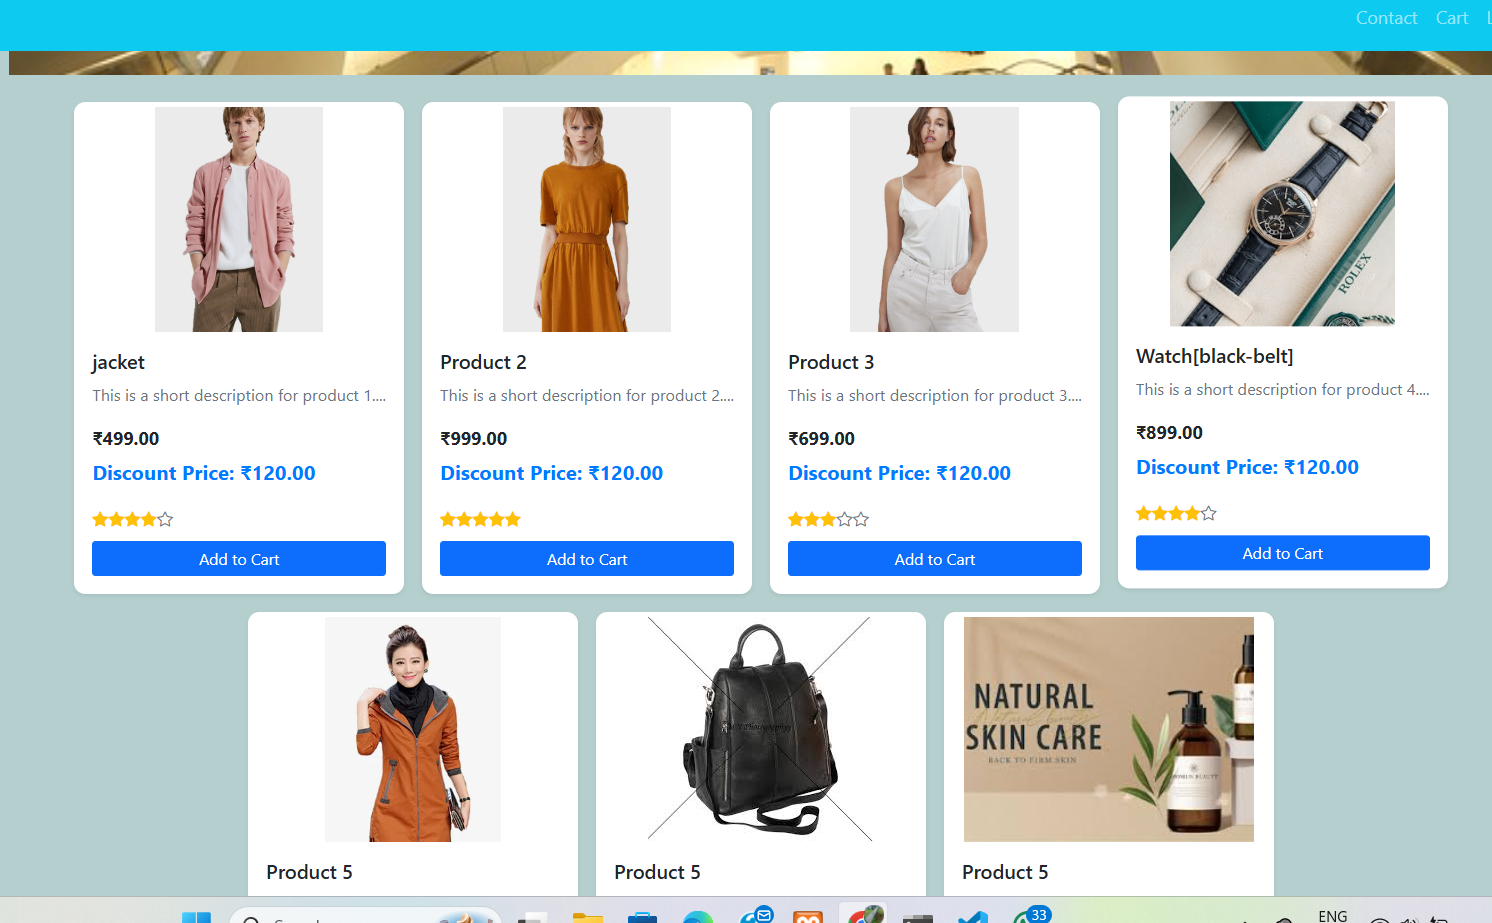 Contact Cart
ROLEX
jacket
This is a short description for product 1....
₹499.00
Discount Price: ₹120.00
Add to Cart
Product 2
This is a short description for product 2....
₹999.00
Discount Price: ₹120.00
Add to Cart
Product 3
This is a short description for product 3....
₹699.00
Discount Price: ₹120.00
Add to Cart
Watch[black-belt]
This is a short description for product 4....
₹899.00
Discount Price: ₹120.00
Add to Cart
NATURAL
SKIN CARE
BACK TO FIRM SKIN
Product 5
Product 5
Product 5
33
ENG